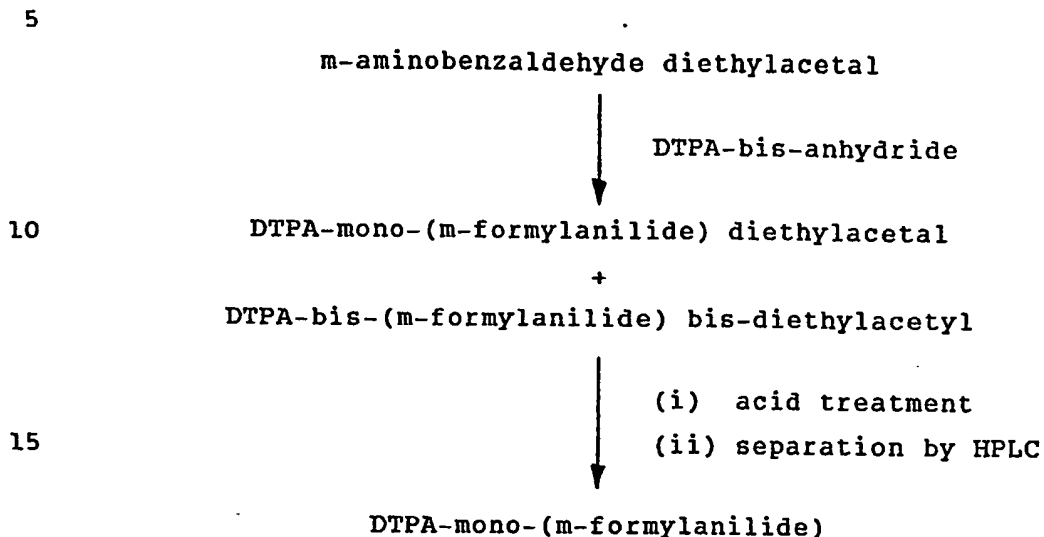 5
m-aminobenzaldehyde diethylacetal
DTPA-bis-anhydride
10 DTPA-mono-(m-formylanilide) diethylacetal
+
DTPA-bis-(m-formylanilide) bis-diethylacetyl
(i) acid treatment
15 (ii) separation by HPLC
DTPA-mono-(m-formylanilide)